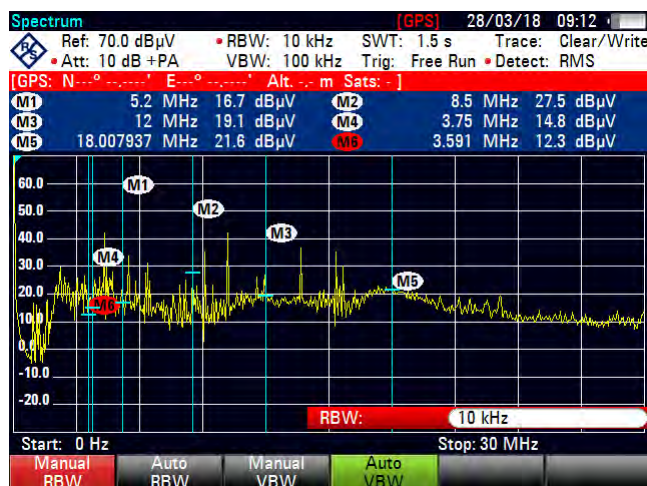 Spectrum [GPS] 28/03/18 09:12
R&S Ref: 70.0 dBµV • RBW: 10 kHz SWT: 1.5 s Trace: Clear/Write
• Att: 10 dB +PA VBW: 100 kHz Trig: Free Run • Detect: RMS
[GPS: N---° --.----' E---° --.----' Alt. -.- m Sats: - ]
M1 5.2 MHz 16.7 dBµV M2 8.5 MHz 27.5 dBµV
M3 12 MHz 19.1 dBµV M4 3.75 MHz 14.8 dBµV
M5 18.007937 MHz 21.6 dBµV M6 3.591 MHz 12.3 dBµV
60.0
M1
50.0
M2
40.0
M3
M4
30.0
M5
20.0
M6
10.0
0.0
-10.0
-20.0
RBW: 10 kHz
Start: 0 Hz Stop: 30 MHz
Manual RBW
Auto RBW
Manual VBW
Auto VBW